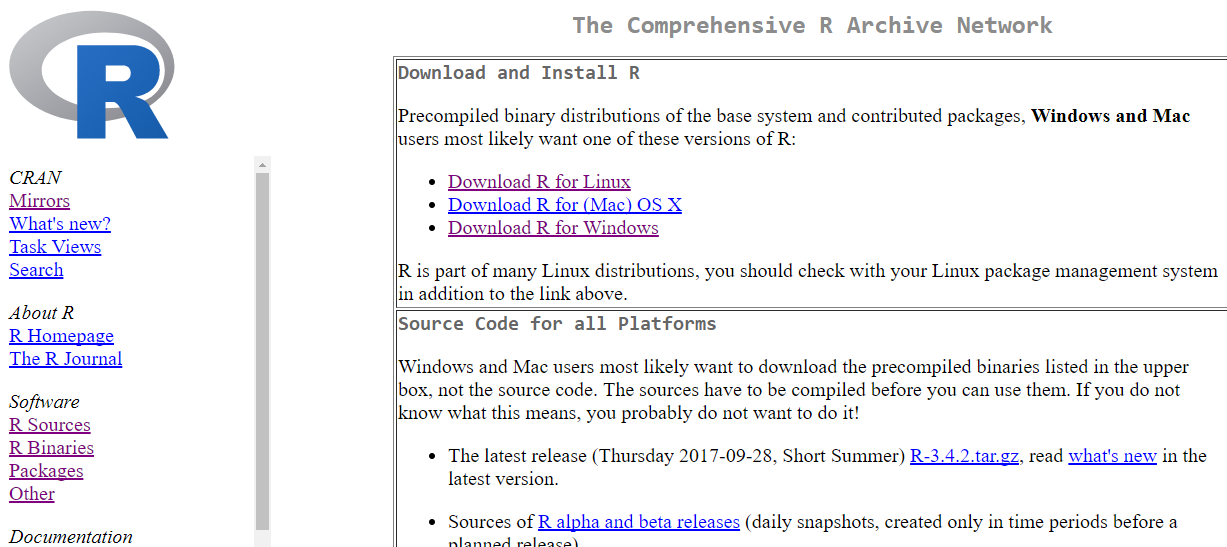 R
The Comprehensive R Archive Network
CRAN
Mirrors
What's new?
Task Views
Search
About R
R Homepage
The R Journal
Software
R Sources
R Binaries
Packages
Other
Documentation
Download and Install R
Precompiled binary distributions of the base system and contributed packages, Windows and Mac
users most likely want one of these versions of R:
Download R for Linux
Download R for (Mac) OS X
Download R for Windows
R is part of many Linux distributions, you should check with your Linux package management system
in addition to the link above.
Source Code for all Platforms
Windows and Mac users most likely want to download the precompiled binaries listed in the upper
box, not the source code. The sources have to be compiled before you can use them. If you do not
know what this means, you probably do not want to do it!
The latest release (Thursday 2017-09-28, Short Summer) R-3.4.2.tar.gz, read what's new in the
latest version.
Sources of R alpha and beta releases (daily snapshots, created only in time periods before a
planned release)